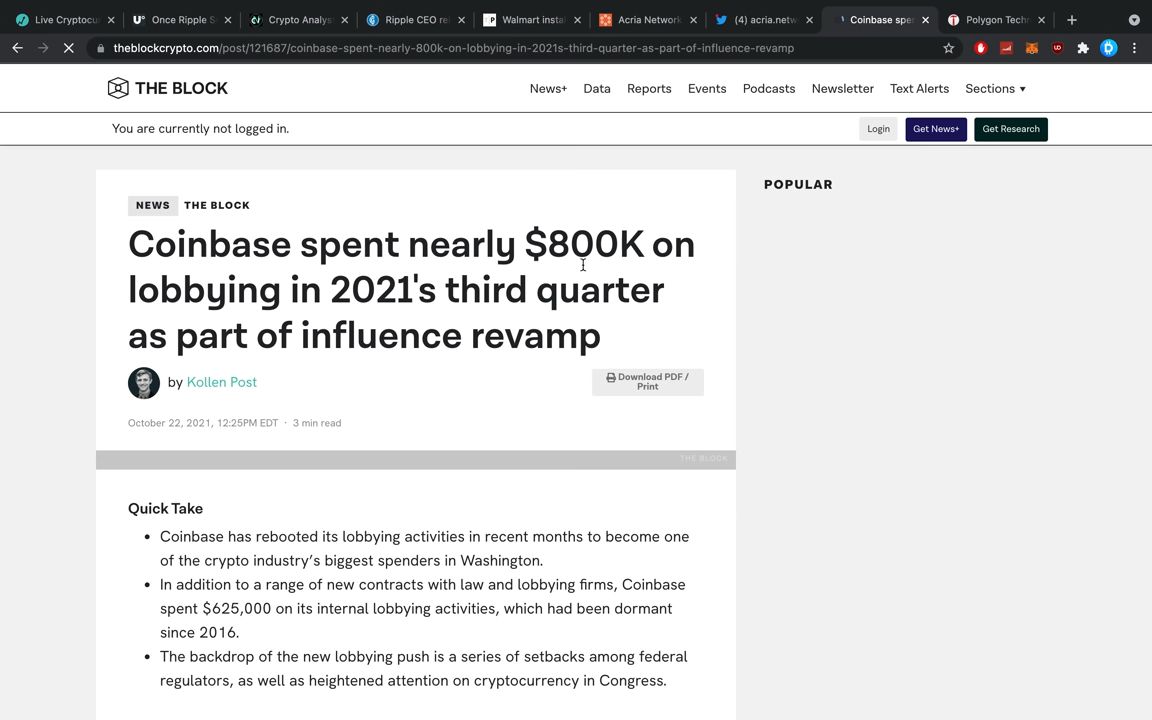 Live Cryptocur
Once Ripple S
Crypto Analys
Ripple CEO re
Walmart insta
Acria Network
(4) acria.netw
Coinbase spe
Polygon Tech
theblockcrypto.com/post/121687/coinbase-spent-nearly-800k-on-lobbying-in-2021s-third-quarter-as-part-of-influence-revamp
THE BLOCK
News+ Data Reports Events Podcasts Newsletter Text Alerts Sections ▼
You are currently not logged in.
Login
Get News+
Get Research
NEWS THE BLOCK
POPULAR
Coinbase spent nearly $800K on
lobbying in 2021's third quarter
as part of influence revamp
by Kollen Post
Download PDF /
Print
October 22, 2021, 12:25PM EDT · 3 min read
THE BLOCK
Quick Take
• Coinbase has rebooted its lobbying activities in recent months to become one
of the crypto industry’s biggest spenders in Washington.
• In addition to a range of new contracts with law and lobbying firms, Coinbase
spent $625,000 on its internal lobbying activities, which had been dormant
since 2016.
• The backdrop of the new lobbying push is a series of setbacks among federal
regulators, as well as heightened attention on cryptocurrency in Congress.